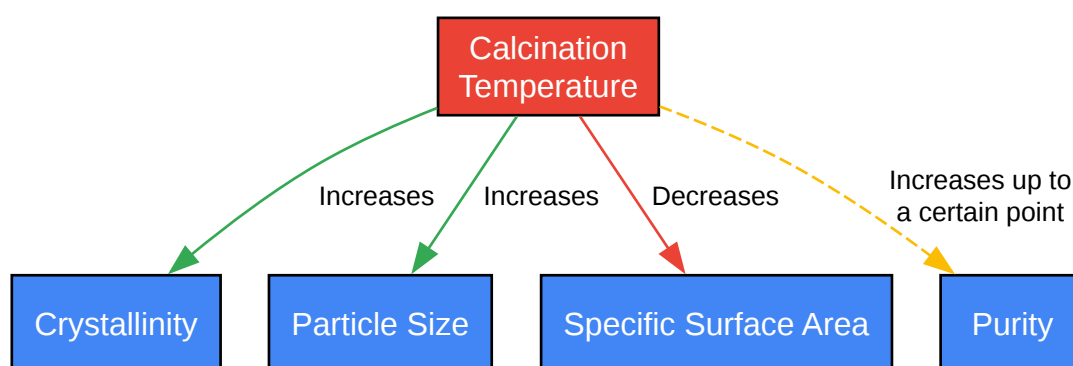 Calcination
Temperature
Increases
Increases
Decreases
Increases up to
a certain point
Crystallinity
Particle Size
Specific Surface Area
Purity